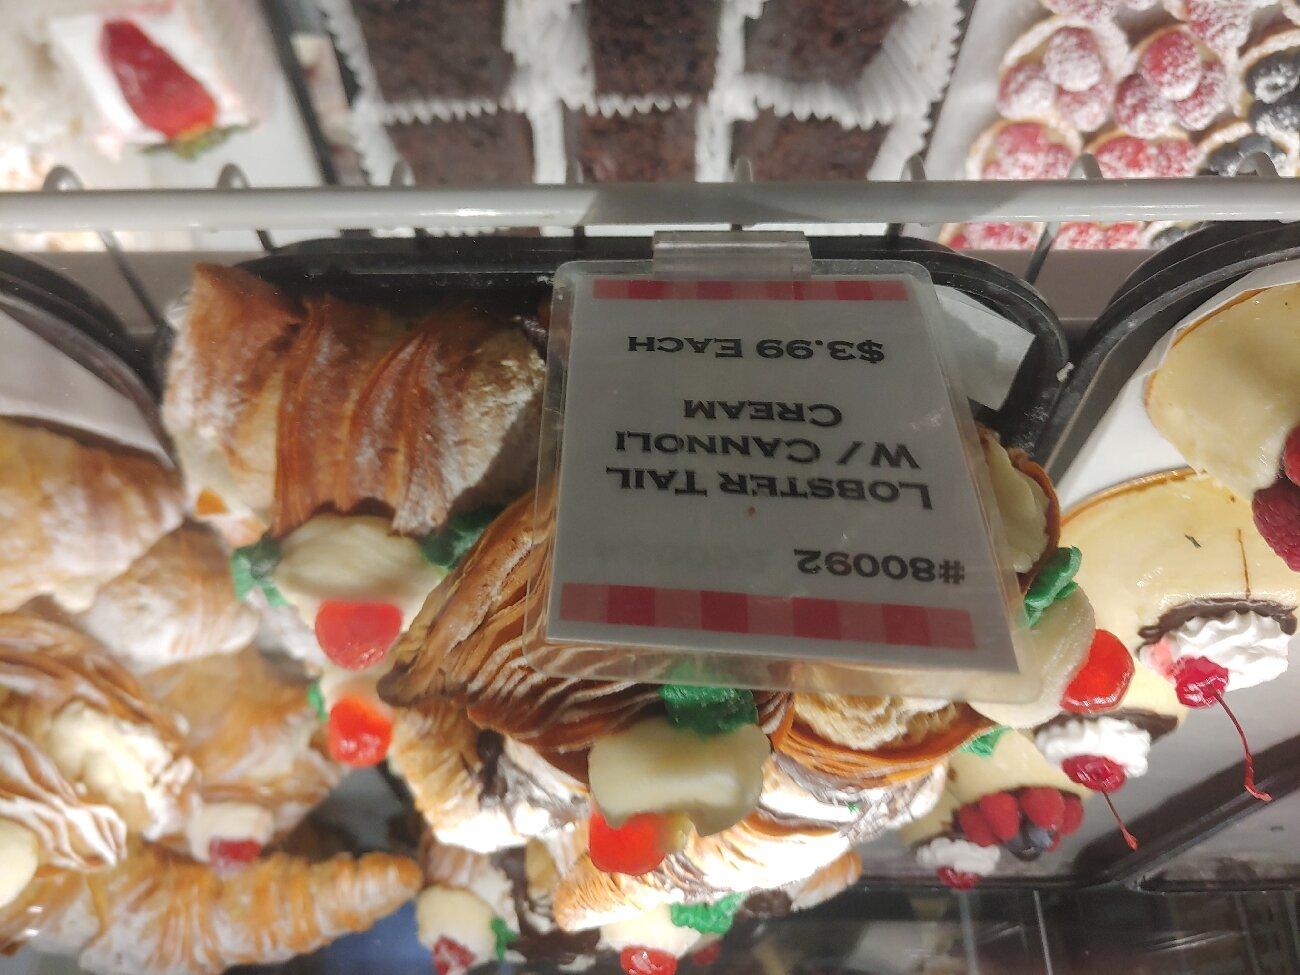 #80092
Lobster Tail
w/ Cannoli
Cream
$3.99 Each